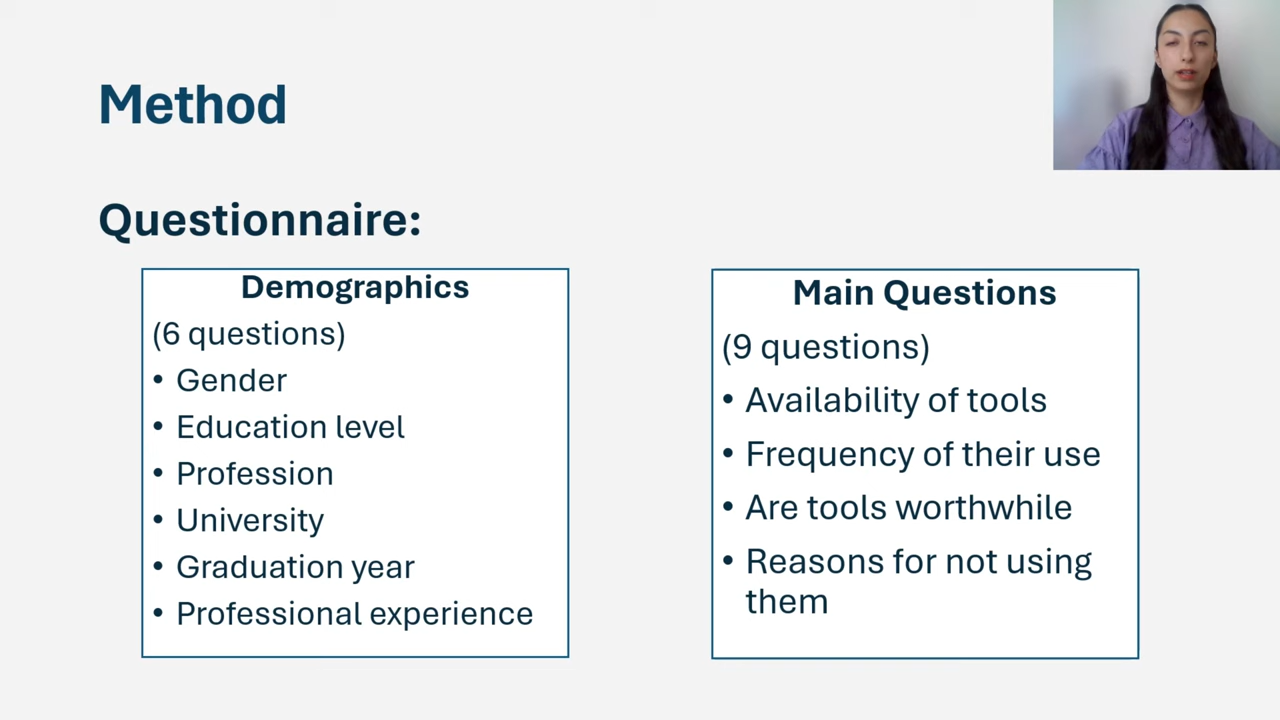 Method
Questionnaire:
Demographics
(6 questions)
• Gender
• Education level
• Profession
• University
• Graduation year
• Professional experience
Main Questions
(9 questions)
• Availability of tools
• Frequency of their use
• Are tools worthwhile
• Reasons for not using
them